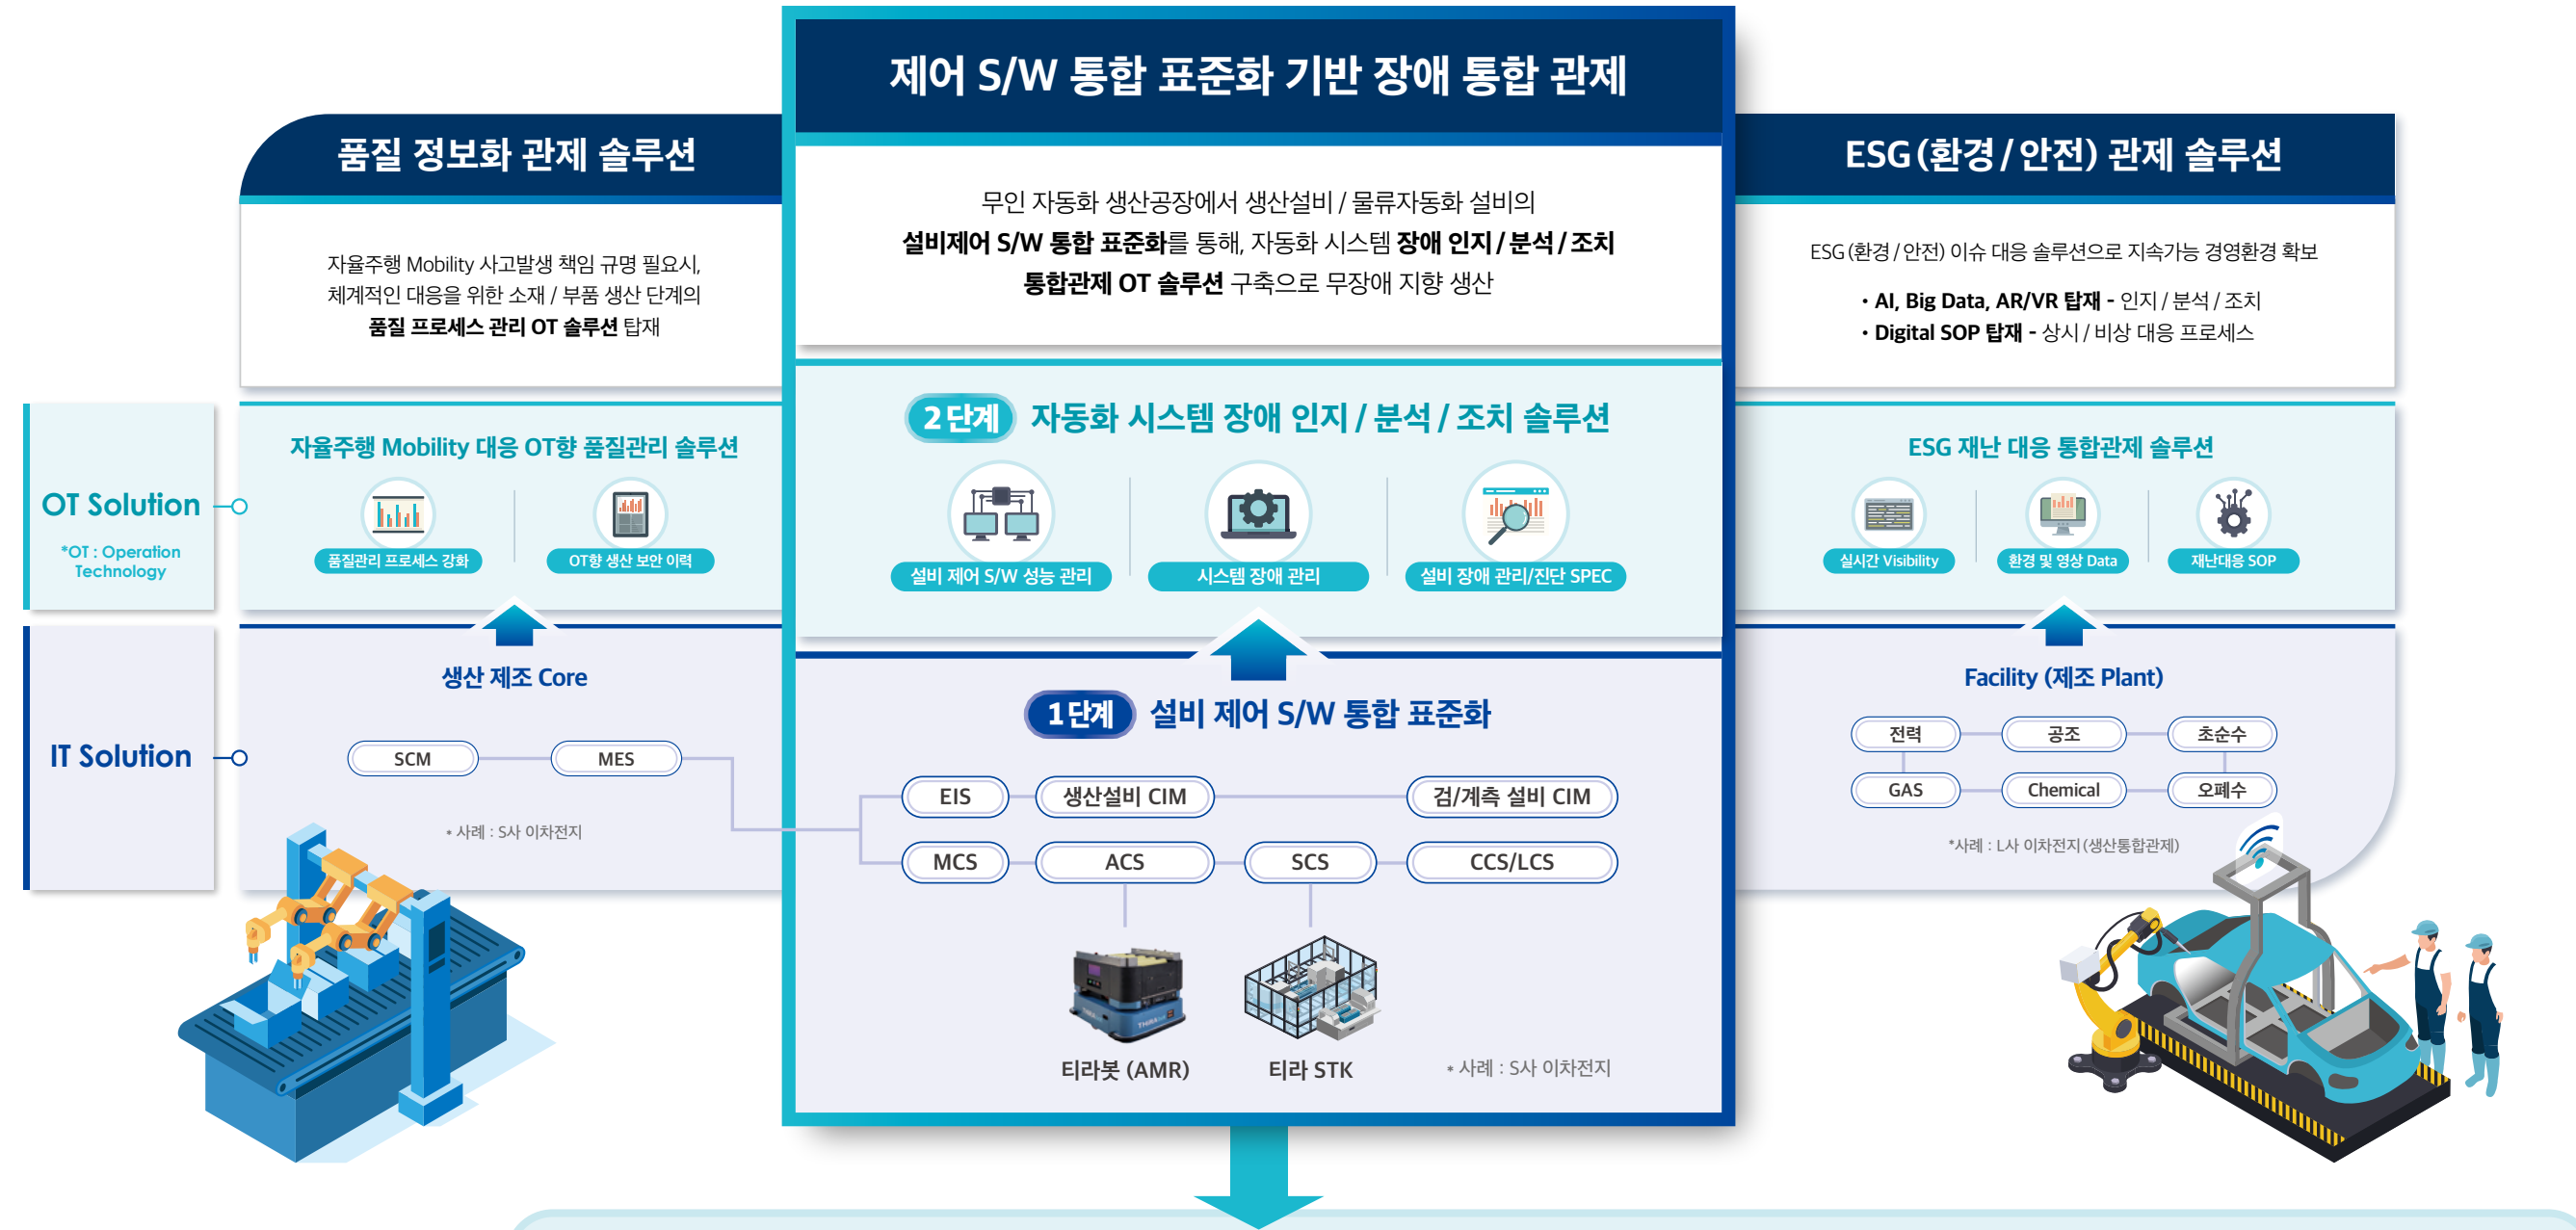 제어 S/W 통합 표준화 기반 장애 통합 관제
무인 자동화 생산공장에서 생산설비 / 물류자동화 설비의
설비제어 S/W 통합 표준화를 통해, 자동화 시스템 장애 인지 / 분석 / 조치
통합관제 OT 솔루션 구축으로 무장애 지향 생산
품질 정보화 관제 솔루션
자율주행 Mobility 사고발생 책임 규명 필요시,
체계적인 대응을 위한 소재 / 부품 생산 단계의
품질 프로세스 관리 OT 솔루션 탑재
ESG (환경 / 안전) 관제 솔루션
ESG (환경 / 안전) 이슈 대응 솔루션으로 지속가능 경영환경 확보
• AI, Big Data, AR/VR 탑재 - 인지 / 분석 / 조치
• Digital SOP 탑재 - 상시 / 비상 대응 프로세스
OT Solution
*OT : Operation
Technology
자율주행 Mobility 대응 OT향 품질관리 솔루션
품질관리 프로세스 강화
OT향 생산 보안 이력
2단계 자동화 시스템 장애 인지 / 분석 / 조치 솔루션
설비 제어 S/W 성능 관리
시스템 장애 관리
설비 장애 관리/진단 SPEC
ESG 재난 대응 통합관제 솔루션
실시간 Visibility
환경 및 영상 Data
재난대응 SOP
IT Solution
생산 제조 Core
SCM
MES
* 사례 : S사 이차전지
1단계 설비 제어 S/W 통합 표준화
EIS
생산설비 CIM
검/계측 설비 CIM
MCS
ACS
SCS
CCS/LCS
THIRA
티라봇 (AMR)
티라 STK
* 사례 : S사 이차전지
Facility (제조 Plant)
전력
공조
초순수
GAS
Chemical
오폐수
*사례 : L사 이차전지(생산통합관제)